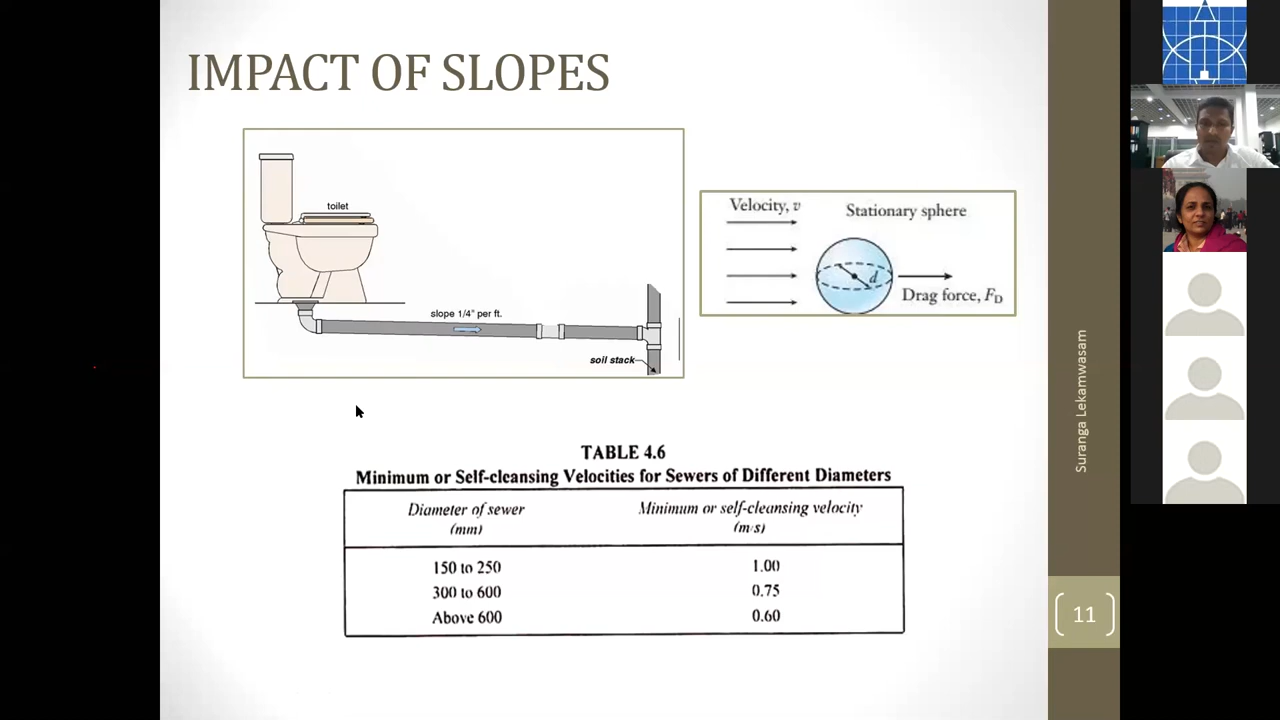 IMPACT OF SLOPES
toilet
slope 1/4" per ft.
soil stack
Velocity, v
Stationary sphere
d
Drag force, FD
TABLE 4.6
Minimum or Self-cleansing Velocities for Sewers of Different Diameters
Diameter of sewer
(mm)
Minimum or self-cleansing velocity
(m/s)
150 to 250 1.00
300 to 600 0.75
Above 600 0.60
Suranga Lekamwasam
11